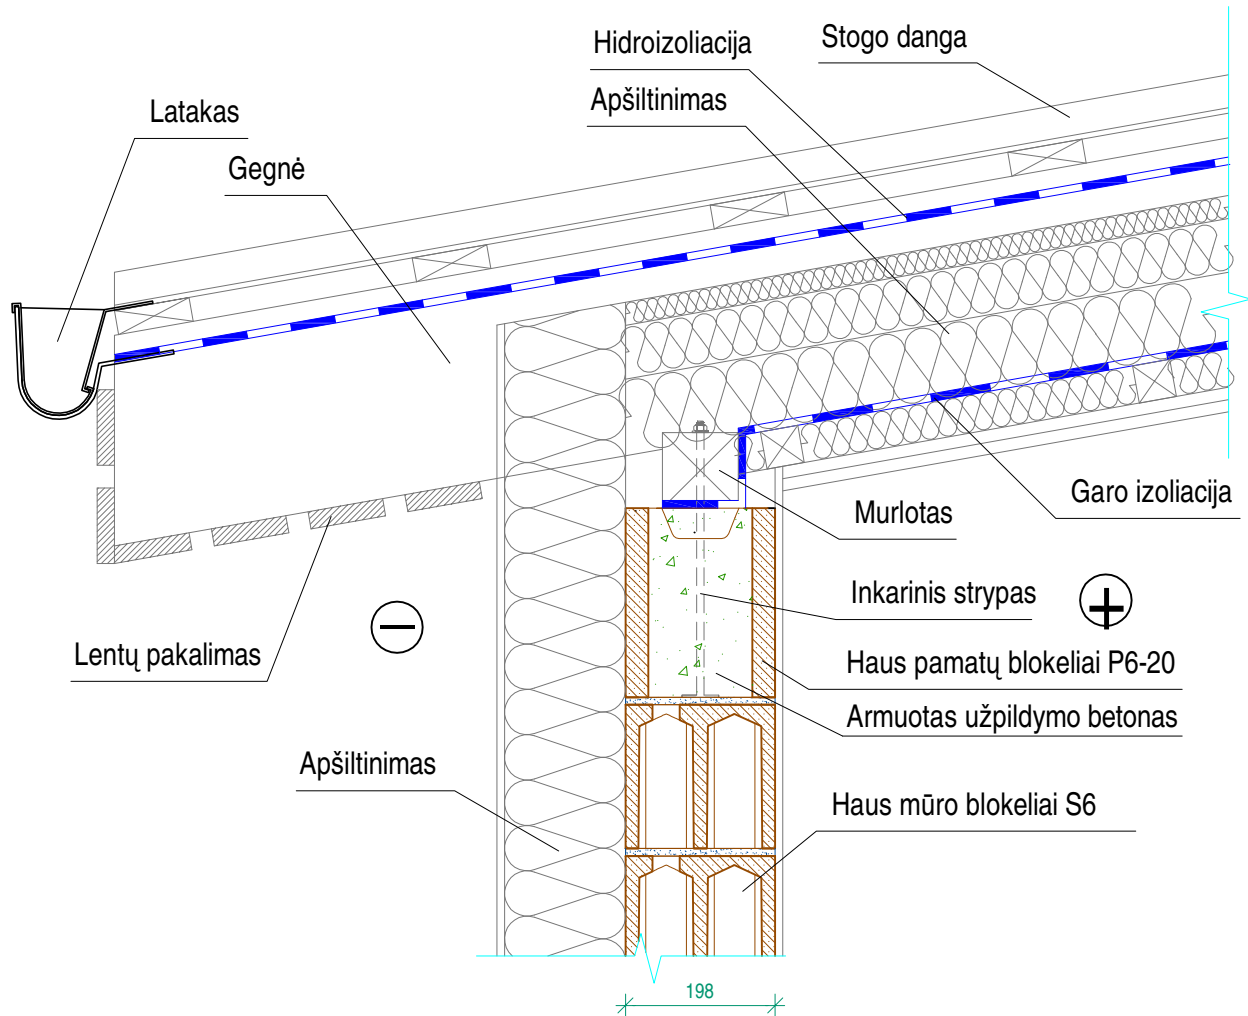 Hidroizoliacija
Stogo danga
Apšiltinimas
Latakas
Gegnė
Garo izoliacija
Murlotas
Inkarinis strypas
Lentų pakalimas
Haus pamatų blokeliai P6-20
Armuotas užpildymo betonas
Apšiltinimas
Haus mūro blokeliai S6
198